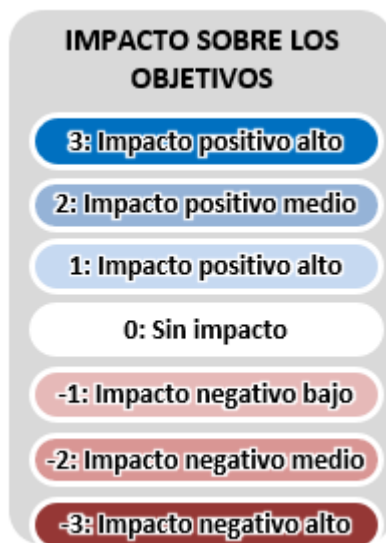 IMPACTO SOBRE LOS
OBJETIVOS
3: Impacto positivo alto
2: Impacto positivo medio
1: Impacto positivo alto
0: Sin impacto
-1: Impacto negativo bajo
-2: Impacto negativo medio
-3: Impacto negativo alto